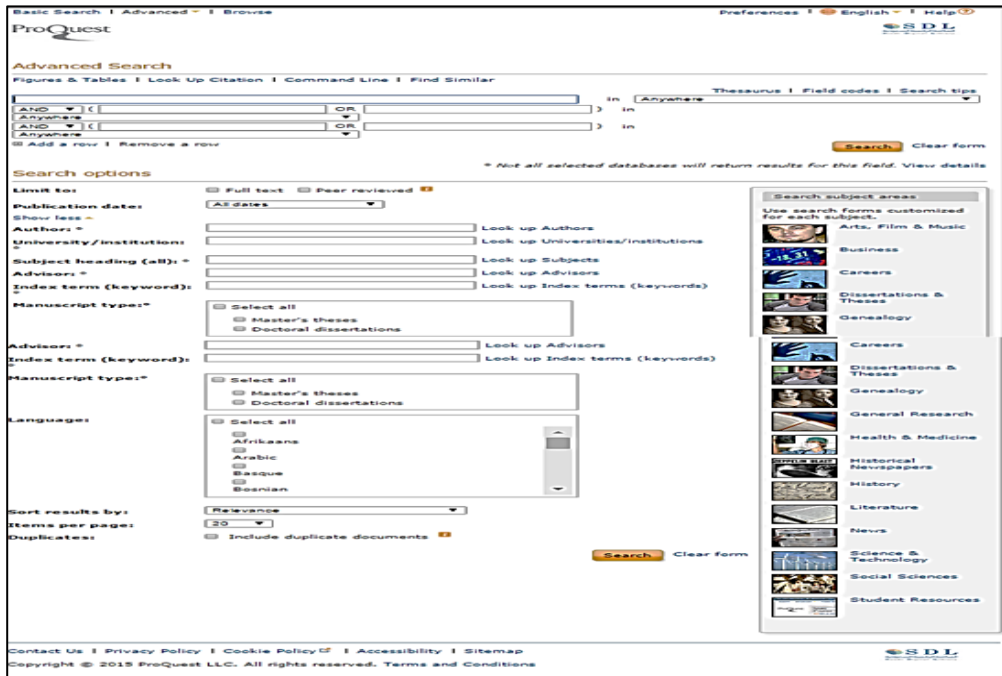 Basic Search | Advanced | Browse
Preferences | English | Help
ProQuest
SDL
Advanced Search
Figures & Tables | Look Up Citation | Command Line | Find Similar
Thesaurus | Field codes | Search tips
in Anywhere
AND ( OR ) in
Anywhere
AND ( OR ) in
Anywhere
Add a row | Remove a row
Search Clear form
* Not all selected databases will return results for this field. View details
Search options
Limit to: Full text Peer reviewed
Publication date: All dates
Show less
Author: * Look up Authors
University/institution: * Look up Universities/institutions
Subject heading (all): * Look up Subjects
Advisor: * Look up Advisors
Index term (keyword): * Look up Index terms (keywords)
Manuscript type:* Select all
Master's theses
Doctoral dissertations
Advisor: * Look up Advisors
Index term (keyword): * Look up Index terms (keywords)
Manuscript type:* Select all
Master's theses
Doctoral dissertations
Language: Select all
Afrikaans
Arabic
Basque
Bosnian
Sort results by: Relevance
Items per page: 20
Duplicates: Include duplicate documents
Search Clear form
Search subject areas
Use search forms customized
for each subject.
Arts, Film & Music
Business
Careers
Dissertations &
Theses
Genealogy
Careers
Dissertations &
Theses
Genealogy
General Research
Health & Medicine
Historical
Newspapers
History
Literature
News
Science &
Technology
Social Sciences
Student Resources
Contact Us | Privacy Policy | Cookie Policy | Accessibility | Sitemap
SDL
Copyright © 2015 ProQuest LLC. All rights reserved. Terms and Conditions